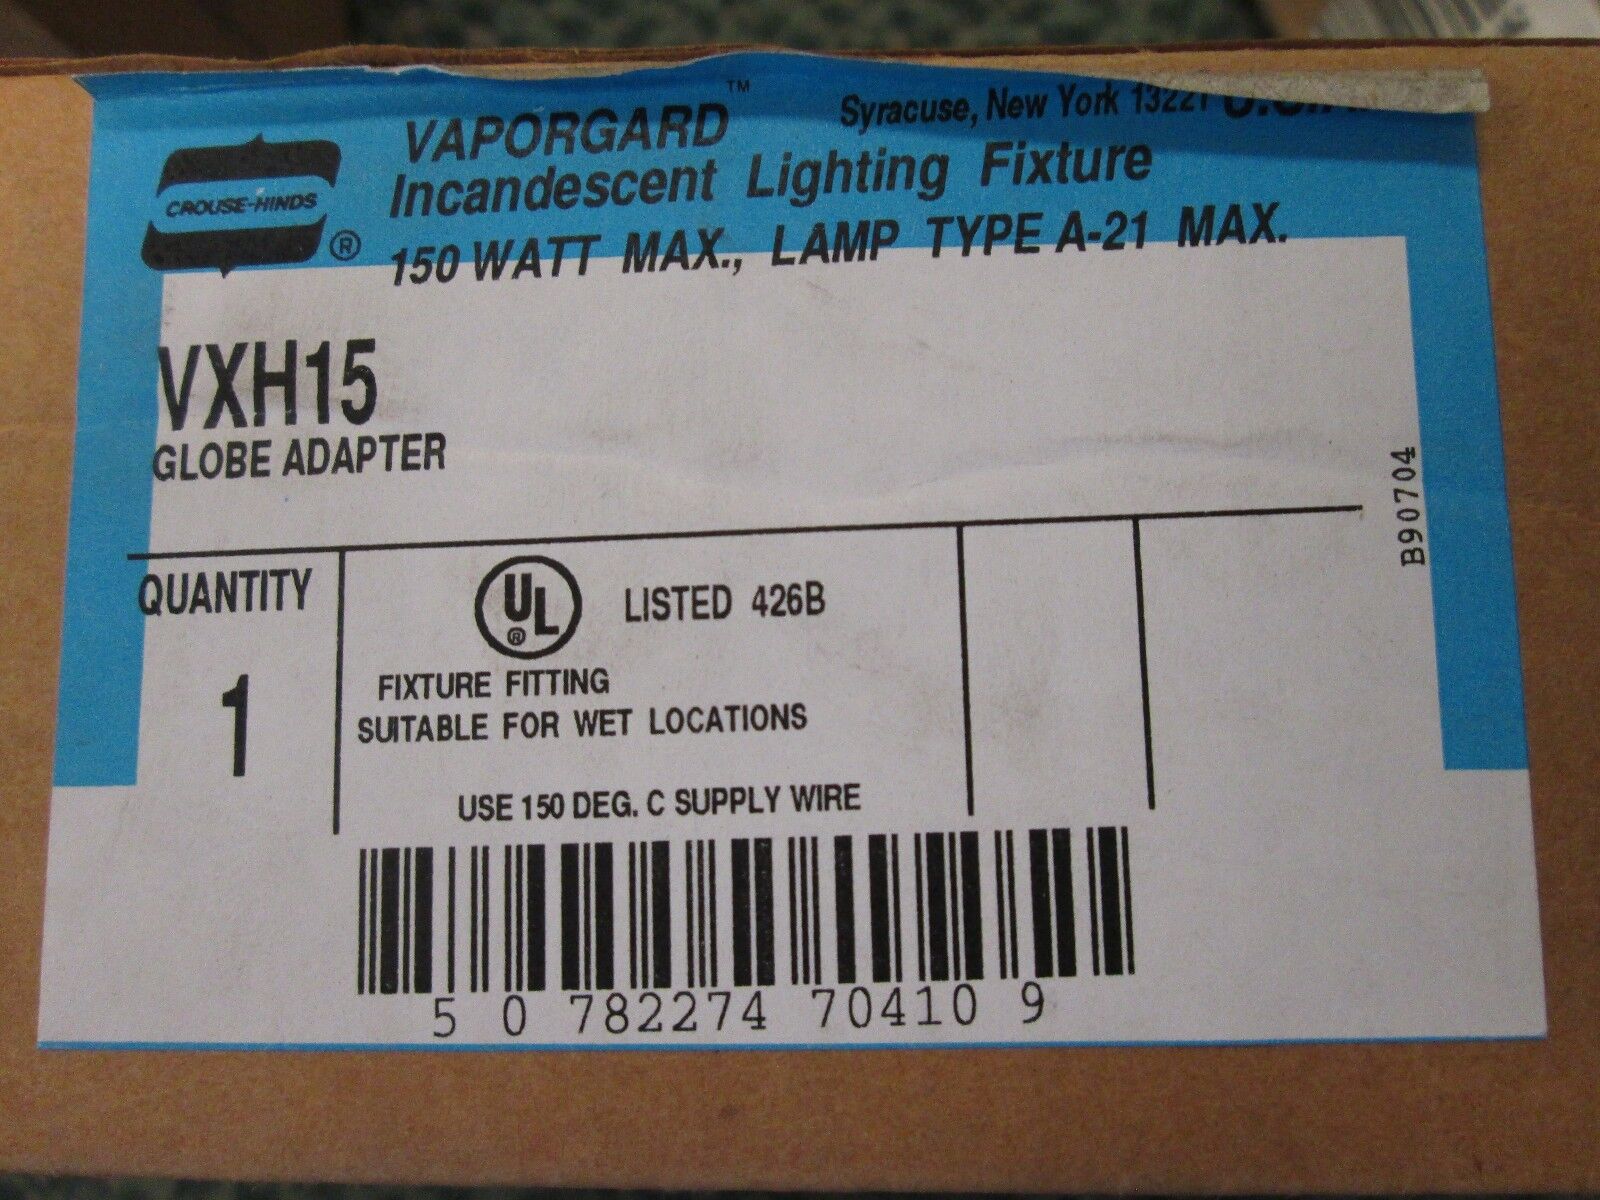 VAPORGARD™
Syracuse, New York 13221
CROUSE-HINDS®
Incandescent Lighting Fixture
150 WATT MAX., LAMP TYPE A-21 MAX.
VXH15
GLOBE ADAPTER
B90704
QUANTITY
1
UL®
LISTED 426B
FIXTURE FITTING
SUITABLE FOR WET LOCATIONS
USE 150 DEG. C SUPPLY WIRE
5 0 782274 70410 9